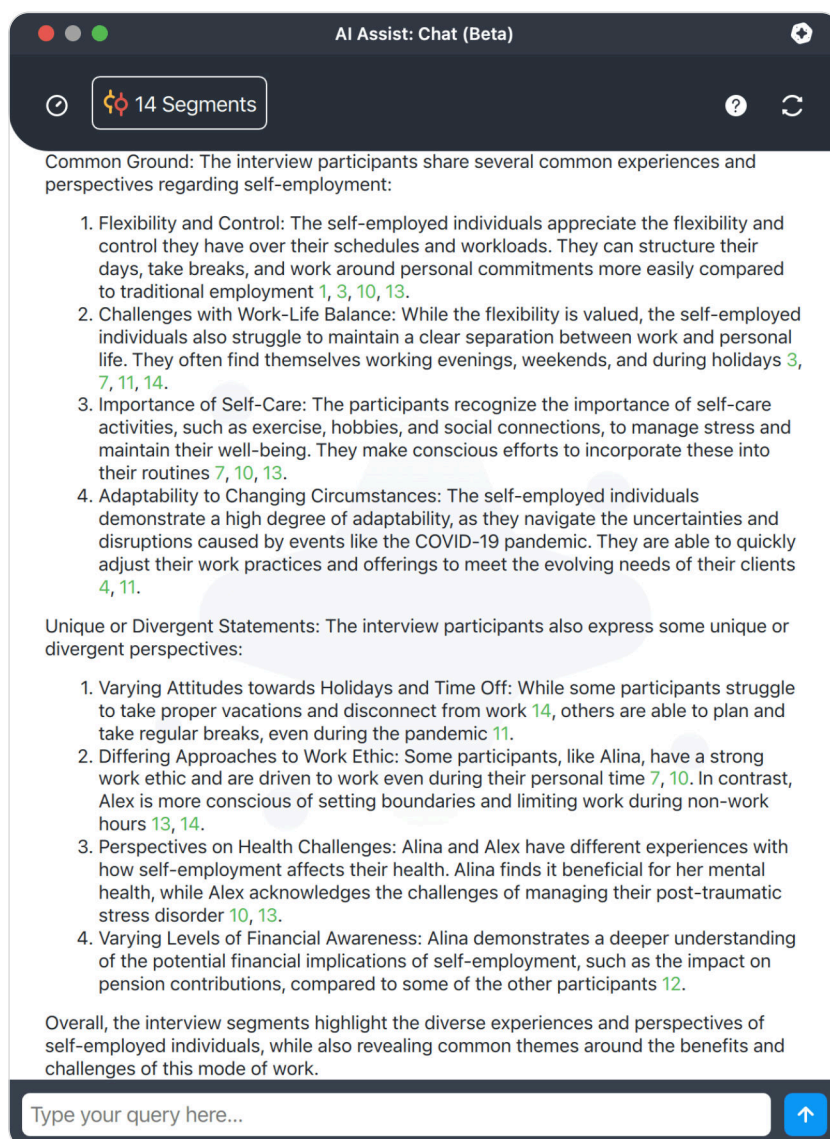 AI Assist: Chat (Beta)
14 Segments
Common Ground: The interview participants share several common experiences and
perspectives regarding self-employment:
1. Flexibility and Control: The self-employed individuals appreciate the flexibility and
control they have over their schedules and workloads. They can structure their
days, take breaks, and work around personal commitments more easily compared
to traditional employment 1, 3, 10, 13.
2. Challenges with Work-Life Balance: While the flexibility is valued, the self-employed
individuals also struggle to maintain a clear separation between work and personal
life. They often find themselves working evenings, weekends, and during holidays 3,
7, 11, 14.
3. Importance of Self-Care: The participants recognize the importance of self-care
activities, such as exercise, hobbies, and social connections, to manage stress and
maintain their well-being. They make conscious efforts to incorporate these into
their routines 7, 10, 13.
4. Adaptability to Changing Circumstances: The self-employed individuals
demonstrate a high degree of adaptability, as they navigate the uncertainties and
disruptions caused by events like the COVID-19 pandemic. They are able to quickly
adjust their work practices and offerings to meet the evolving needs of their clients
4, 11.
Unique or Divergent Statements: The interview participants also express some unique or
divergent perspectives:
1. Varying Attitudes towards Holidays and Time Off: While some participants struggle
to take proper vacations and disconnect from work 14, others are able to plan and
take regular breaks, even during the pandemic 11.
2. Differing Approaches to Work Ethic: Some participants, like Alina, have a strong
work ethic and are driven to work even during their personal time 7, 10. In contrast,
Alex is more conscious of setting boundaries and limiting work during non-work
hours 13, 14.
3. Perspectives on Health Challenges: Alina and Alex have different experiences with
how self-employment affects their health. Alina finds it beneficial for her mental
health, while Alex acknowledges the challenges of managing their post-traumatic
stress disorder 10, 13.
4. Varying Levels of Financial Awareness: Alina demonstrates a deeper understanding
of the potential financial implications of self-employment, such as the impact on
pension contributions, compared to some of the other participants 12.
Overall, the interview segments highlight the diverse experiences and perspectives of
self-employed individuals, while also revealing common themes around the benefits and
challenges of this mode of work.
Type your query here...